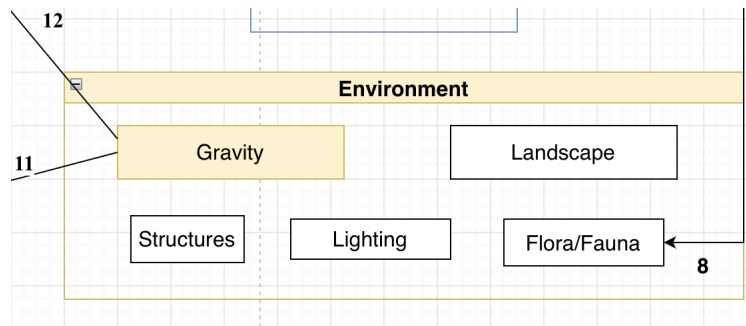 12
Environment
Gravity
Landscape
11
Structures
Lighting
Flora/Fauna
8